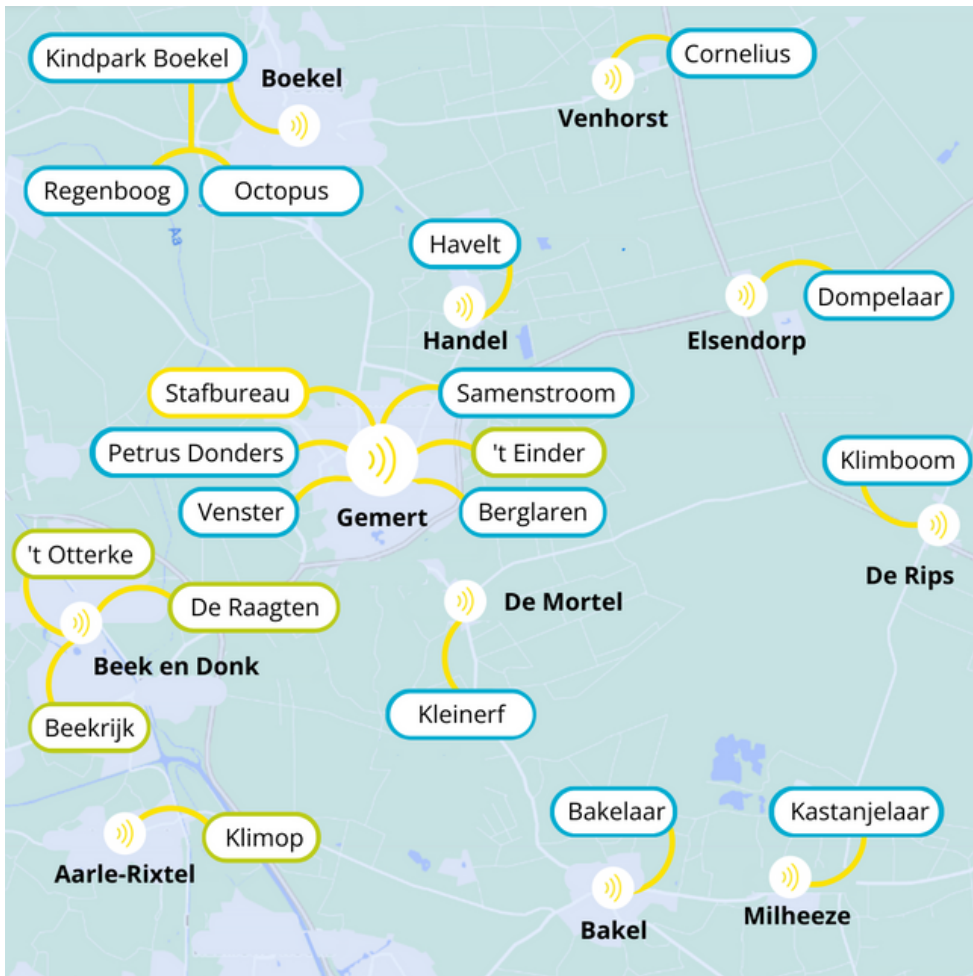 Kindpark Boekel
Boekel
Regenboog
Octopus
Cornelius
Venhorst
A8
Havelt
Handel
Dompelaar
Elsendorp
Stafbureau
Samenstroom
Petrus Donders
't Einder
Venster
Berglaren
Gemert
Klimboom
De Rips
't Otterke
De Raagten
Beek en Donk
Beekrijk
De Mortel
Kleinerf
Klimop
Aarle-Rixtel
Bakelaar
Bakel
Kastanjelaar
Milheeze